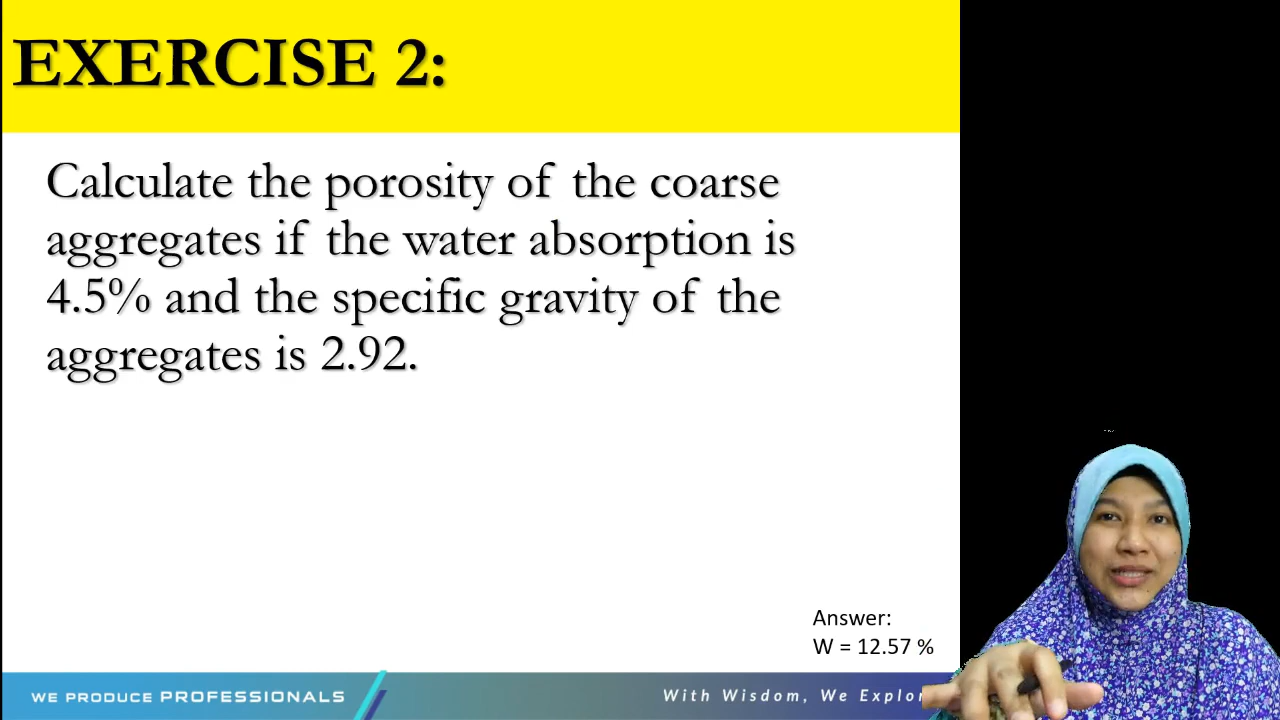 EXERCISE 2:
Calculate the porosity of the coarse
aggregates if the water absorption is
4.5% and the specific gravity of the
aggregates is 2.92.
Answer:
W = 12.57 %
WE PRODUCE PROFESSIONALS
With Wisdom, We Explor